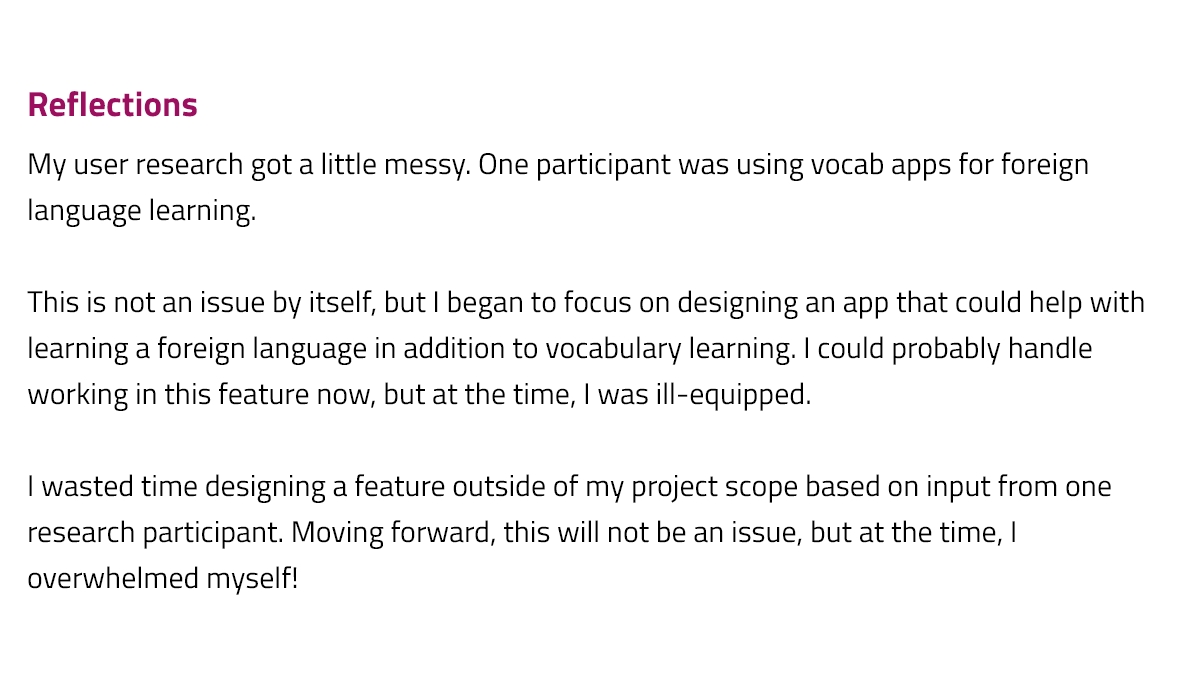 Reflections
My user research got a little messy. One participant was using vocab apps for foreign
language learning.
This is not an issue by itself, but I began to focus on designing an app that could help with
learning a foreign language in addition to vocabulary learning. I could probably handle
working in this feature now, but at the time, I was ill-equipped.
I wasted time designing a feature outside of my project scope based on input from one
research participant. Moving forward, this will not be an issue, but at the time, I
overwhelmed myself!